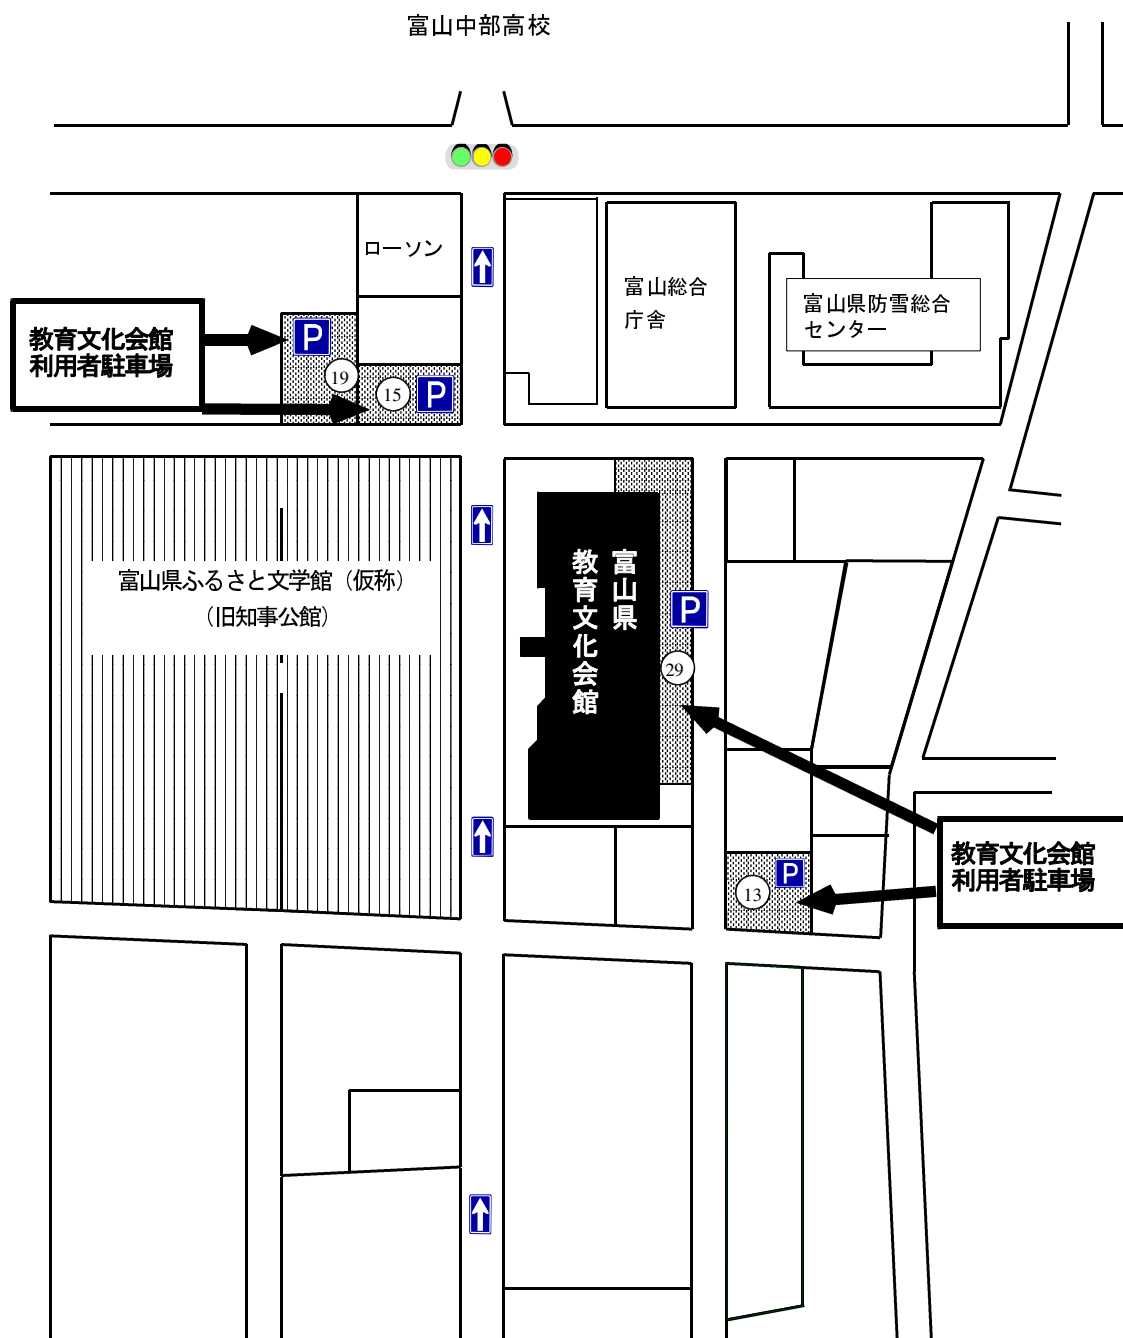 富山中部高校
ローソン
富山総合
庁舎
富山県防雪総合
センター
教育文化会館
利用者駐車場
P
19
15
P
富山県ふるさと文学館（仮称）
（旧知事公館）
富山県
教育文化会館
P
29
教育文化会館
利用者駐車場
P
13